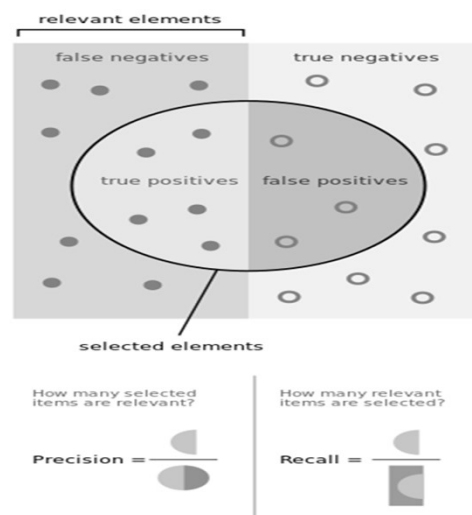 relevant elements
false negatives
true negatives
true positives
false positives
selected elements
How many selected
items are relevant?
How many relevant
items are selected?
Precision =
Recall =